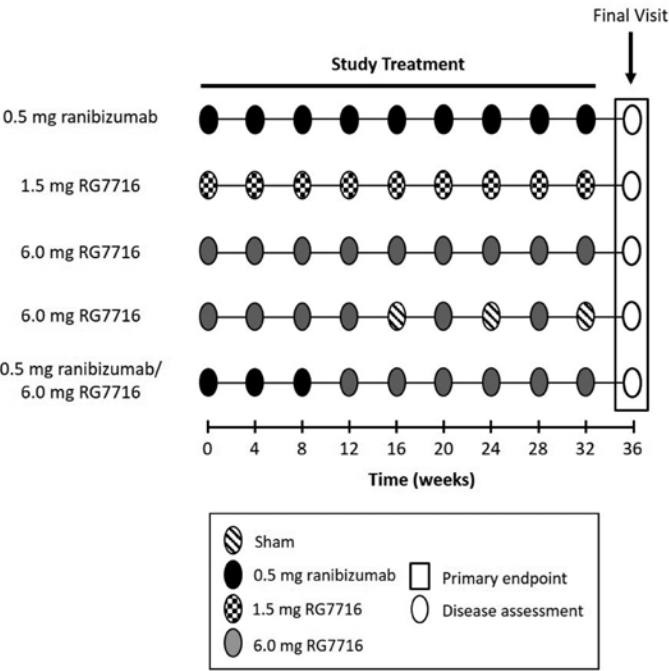 Final Visit
Study Treatment
0.5 mg ranibizumab
1.5 mg RG7716
6.0 mg RG7716
6.0 mg RG7716
0.5 mg ranibizumab/
6.0 mg RG7716
0 4 8 12 16 20 24 28 32 36
Time (weeks)
Sham
0.5 mg ranibizumab
1.5 mg RG7716
6.0 mg RG7716
Primary endpoint
Disease assessment